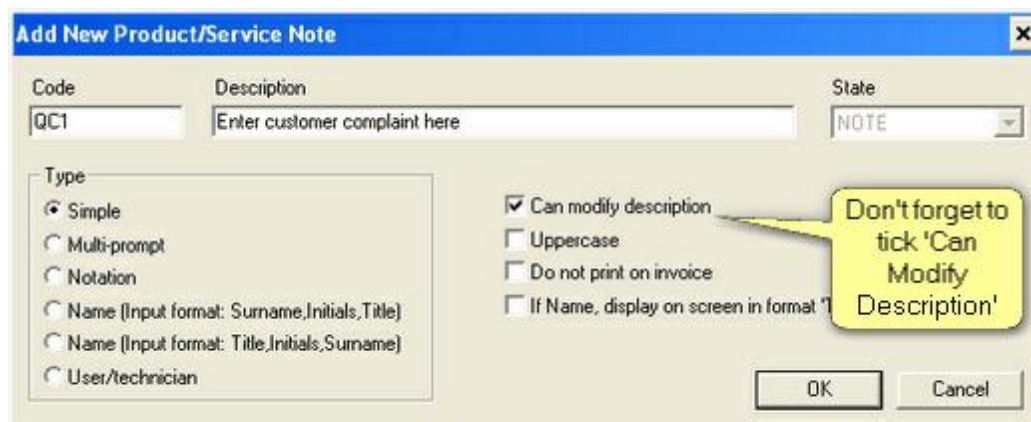 Add New Product/Service Note
Code Description State
QC1 Enter customer complaint here NOTE
Type
Simple
Multi-prompt
Notation
Name (Input format: Surname,Initials,Title)
Name (Input format: Title,Initials,Surname)
User/technician
Can modify description
Uppercase
Do not print on invoice
If Name, display on screen in format
Don't forget to
tick 'Can
Modify
Description'
OK Cancel